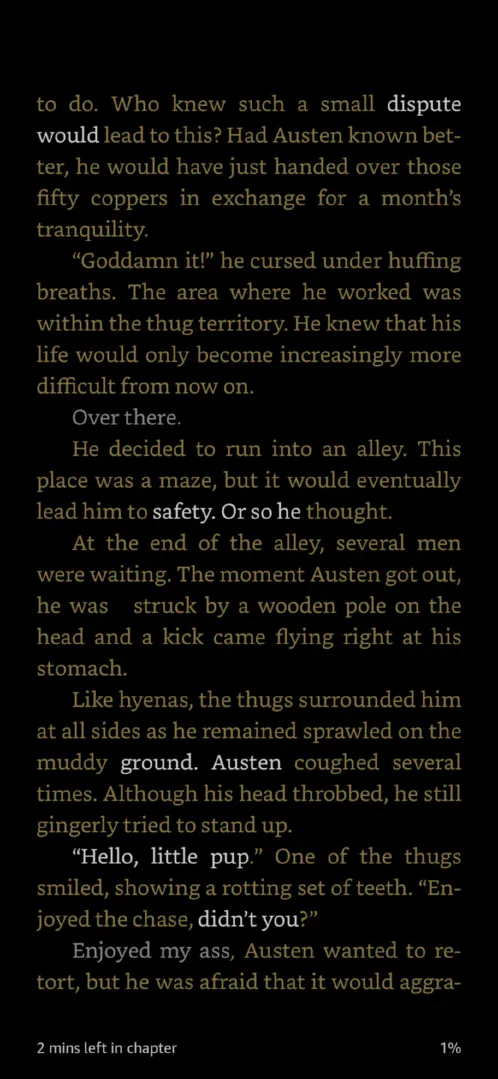 to do. Who knew such a small dispute
would lead to this? Had Austen known bet-
ter, he would have just handed over those
fifty coppers in exchange for a month’s
tranquility.
“Goddamn it!” he cursed under huffing
breaths. The area where he worked was
within the thug territory. He knew that his
life would only become increasingly more
difficult from now on.
Over there.
He decided to run into an alley. This
place was a maze, but it would eventually
lead him to safety. Or so he thought.
At the end of the alley, several men
were waiting. The moment Austen got out,
he was struck by a wooden pole on the
head and a kick came flying right at his
stomach.
Like hyenas, the thugs surrounded him
at all sides as he remained sprawled on the
muddy ground. Austen coughed several
times. Although his head throbbed, he still
gingerly tried to stand up.
“Hello, little pup.” One of the thugs
smiled, showing a rotting set of teeth. “En-
joyed the chase, didn’t you?”
Enjoyed my ass, Austen wanted to re-
tort, but he was afraid that it would aggra-
2 mins left in chapter 1%